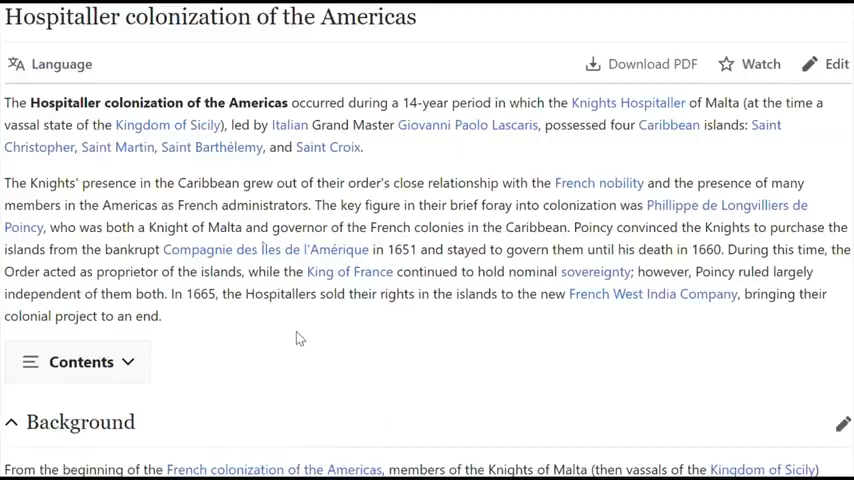 Hospitaller colonization of the Americas
Language
Download PDF
Watch
Edit
The Hospitaller colonization of the Americas occurred during a 14-year period in which the Knights Hospitaller of Malta (at the time a
vassal state of the Kingdom of Sicily), led by Italian Grand Master Giovanni Paolo Lascaris, possessed four Caribbean islands: Saint
Christopher, Saint Martin, Saint Barthélemy, and Saint Croix.
The Knights' presence in the Caribbean grew out of their order's close relationship with the French nobility and the presence of many
members in the Americas as French administrators. The key figure in their brief foray into colonization was Phillippe de Longvilliers de
Poincy, who was both a Knight of Malta and governor of the French colonies in the Caribbean. Poincy convinced the Knights to purchase the
islands from the bankrupt Compagnie des Îles de l'Amérique in 1651 and stayed to govern them until his death in 1660. During this time, the
Order acted as proprietor of the islands, while the King of France continued to hold nominal sovereignty; however, Poincy ruled largely
independent of them both. In 1665, the Hospitallers sold their rights in the islands to the new French West India Company, bringing their
colonial project to an end.
Contents
Background
From the beginning of the French colonization of the Americas, members of the Knights of Malta (then vassals of the Kingdom of Sicily)